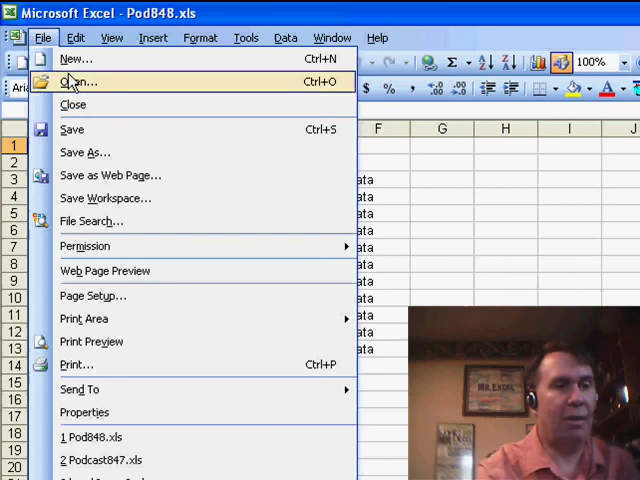 Microsoft Excel - Pod848.xls
File Edit View Insert Format Tools Data Window Help
New... Ctrl+N
Open... Ctrl+O
Close
Save Ctrl+S
Save As...
Save as Web Page...
Save Workspace...
File Search...
Permission
Web Page Preview
Page Setup...
Print Area
Print Preview
Print... Ctrl+P
Send To
Properties
1 Pod848.xls
2 Podcast847.xls
100%
Aria
$ % ,
F G H I J
1
2
3 ata
4 ata
5 ata
6 ata
7 ata
8 ata
9 ata
10 ata
11 ata
12 ata
13 ata
14
15
16
17
18
19
20
MR. EXCEL